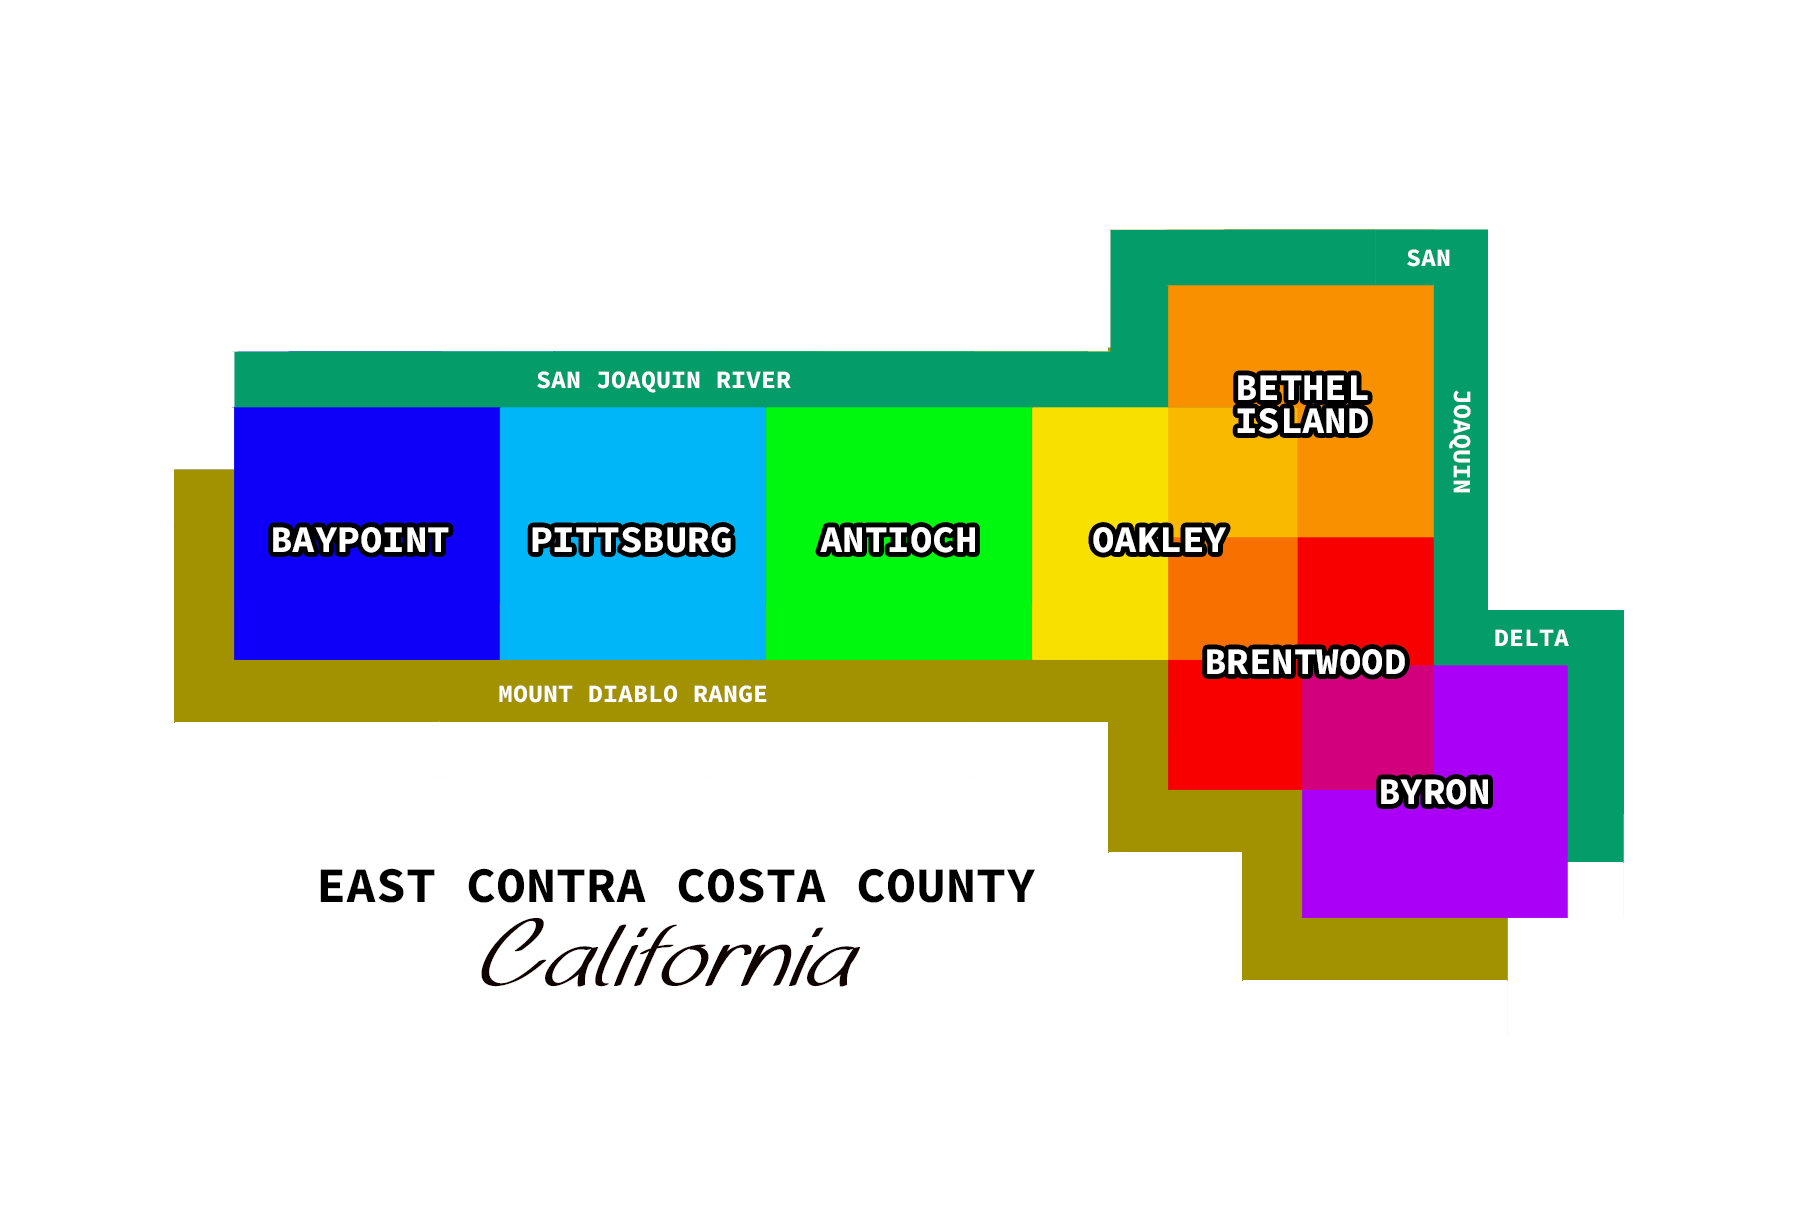 SAN
SAN JOAQUIN RIVER
BETHEL
ISLAND
JOAQUIN
BAYPOINT
PITTSBURG
ANTIOCH
OAKLEY
DELTA
BRENTWOOD
MOUNT DIABLO RANGE
BYRON
EAST CONTRA COSTA COUNTY
California